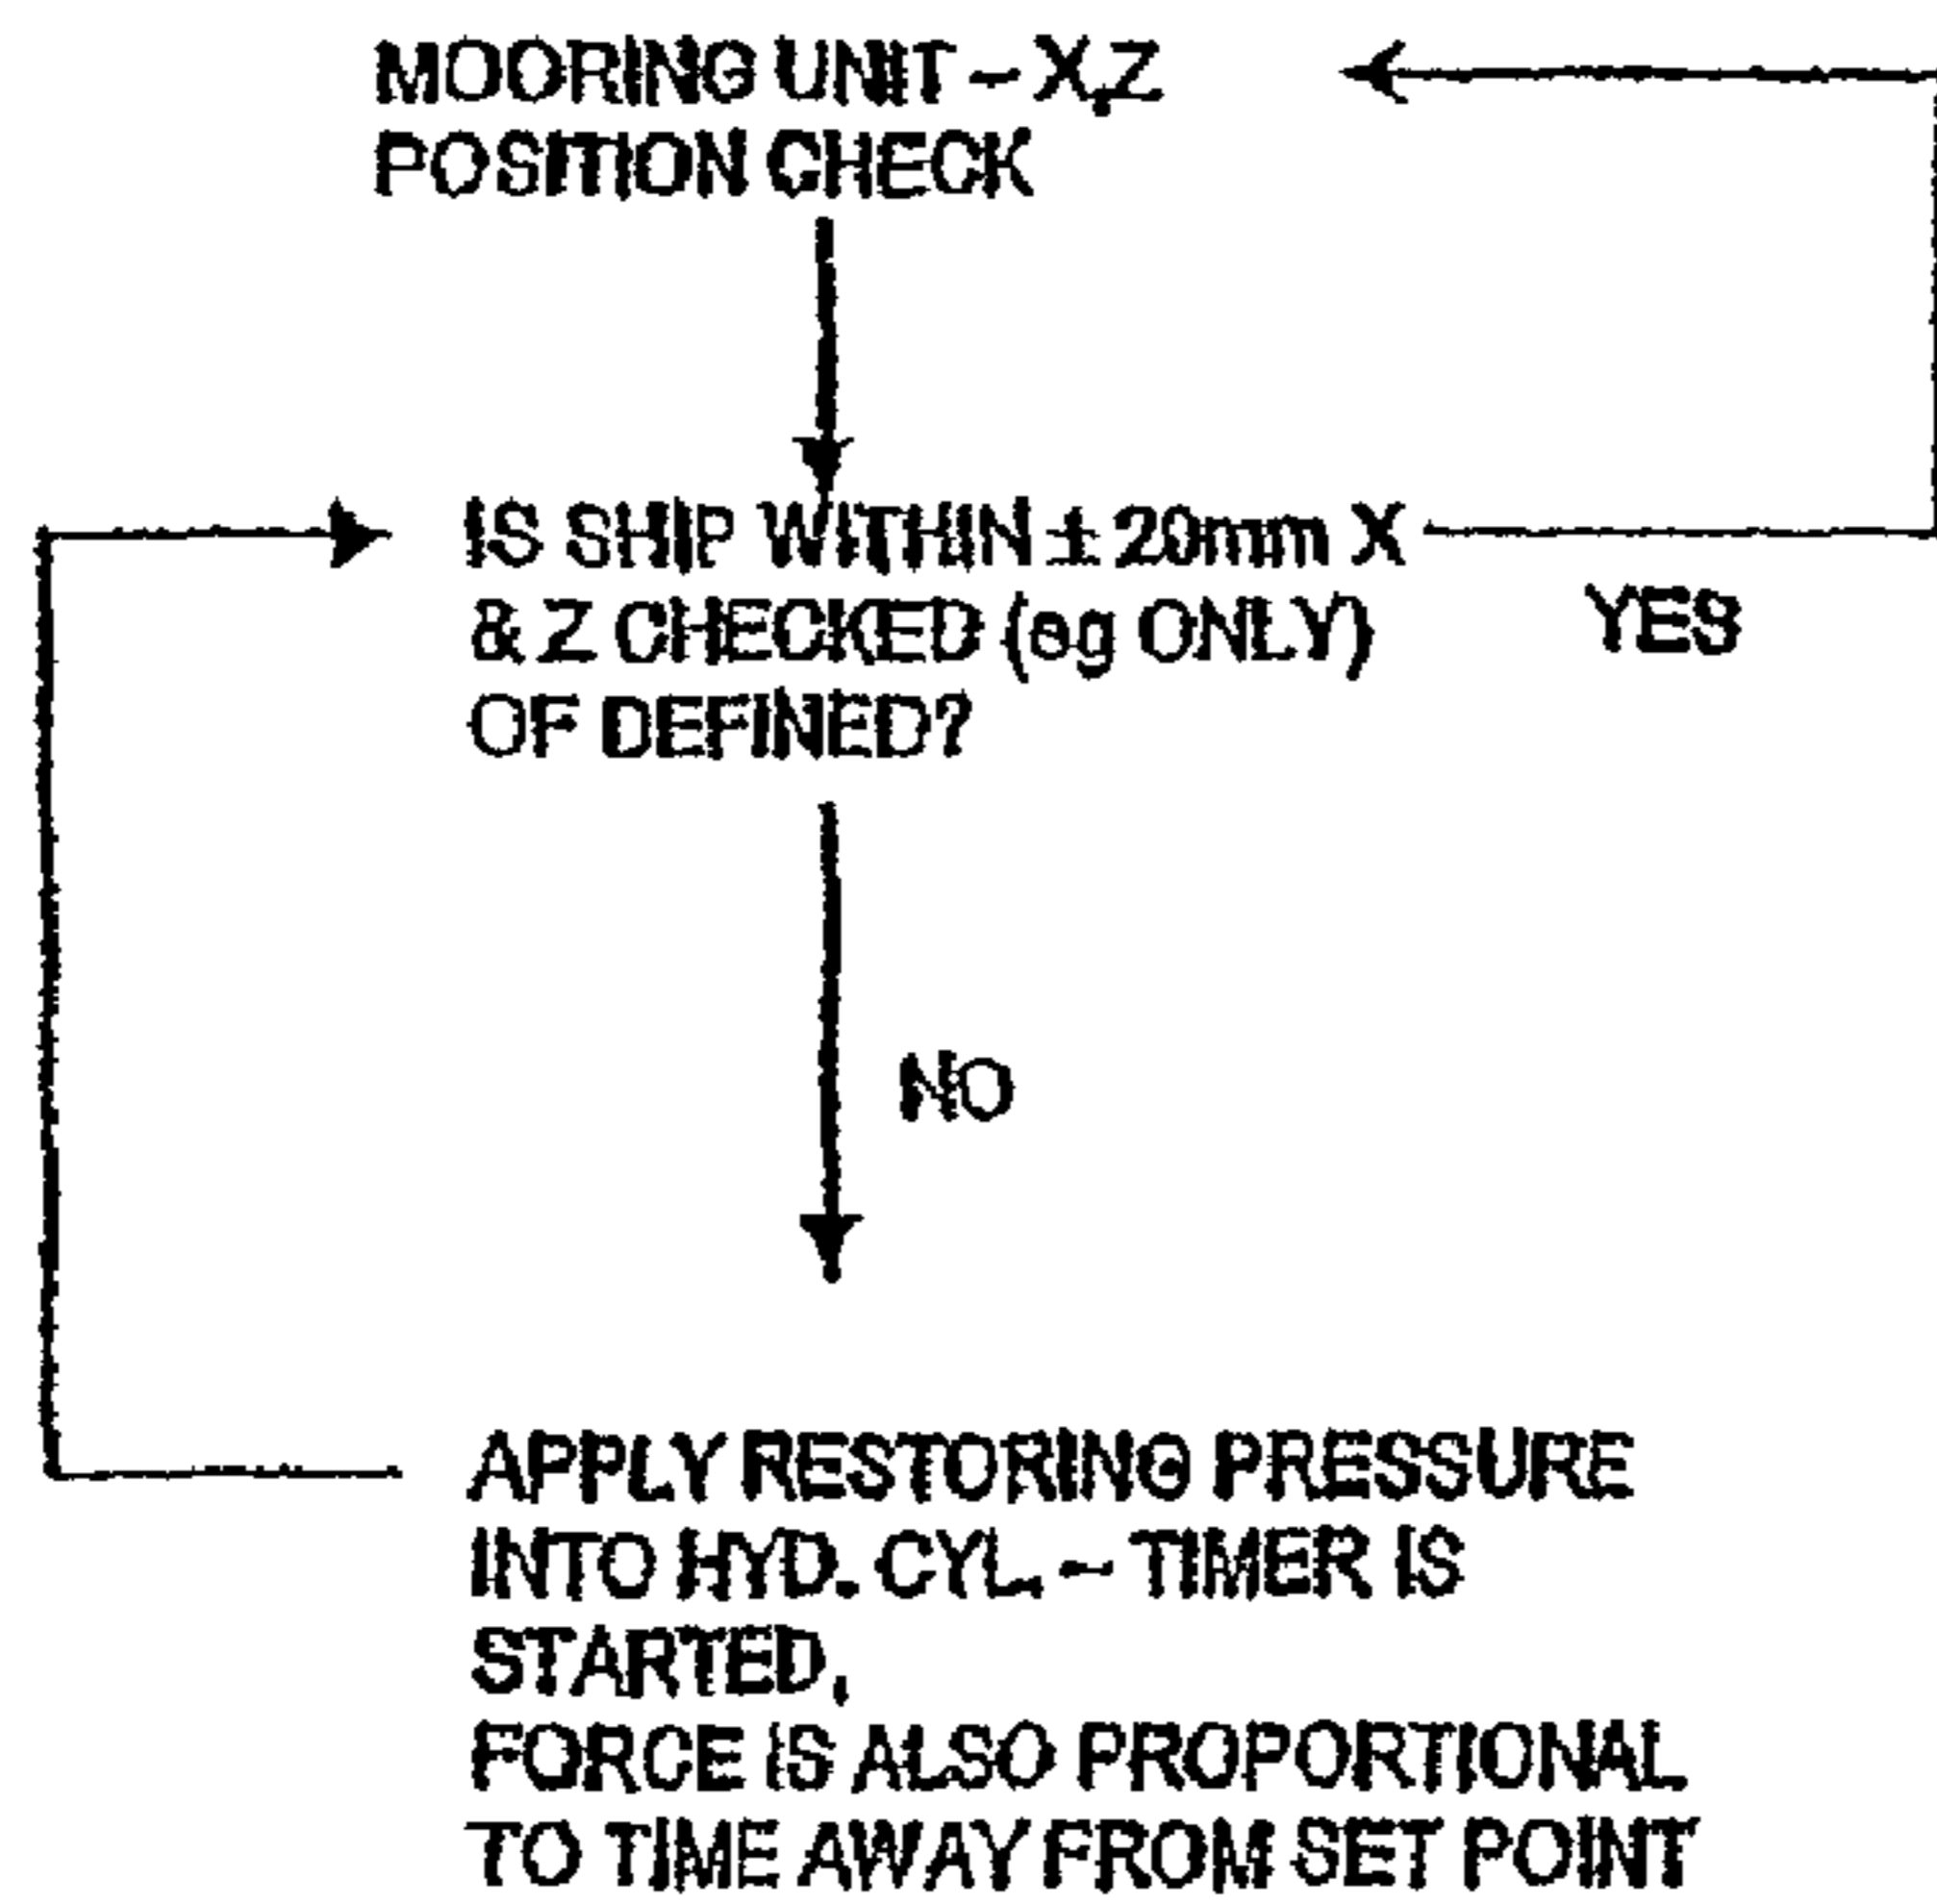 MOORING UNIT – X,Z
POSITION CHECK
IS SHIP WITHIN ± 20mm X
& Z CHECKED (eg ONLY)
OF DEFINED?
YES
NO
APPLY RESTORING PRESSURE
INTO HYD. CYL. – TIMER IS
STARTED,
FORCE IS ALSO PROPORTIONAL
TO TIME AWAY FROM SET POINT